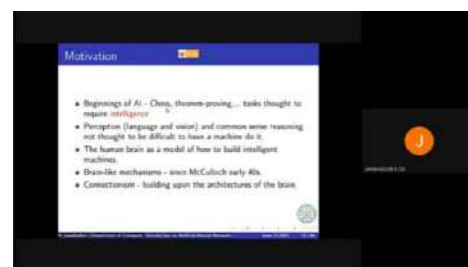 Motivation
Beginnings of AI - Chess, theorem-proving,... tasks thought to
require intelligence
Perception (language and vision) and common sense reasoning
not thought to be difficult to have a machine do it.
The human brain as a model of how to build intelligent
machines.
Brain-like mechanisms - since McCulloch early 40s.
Connectionism - building upon the architectures of the brain.
J